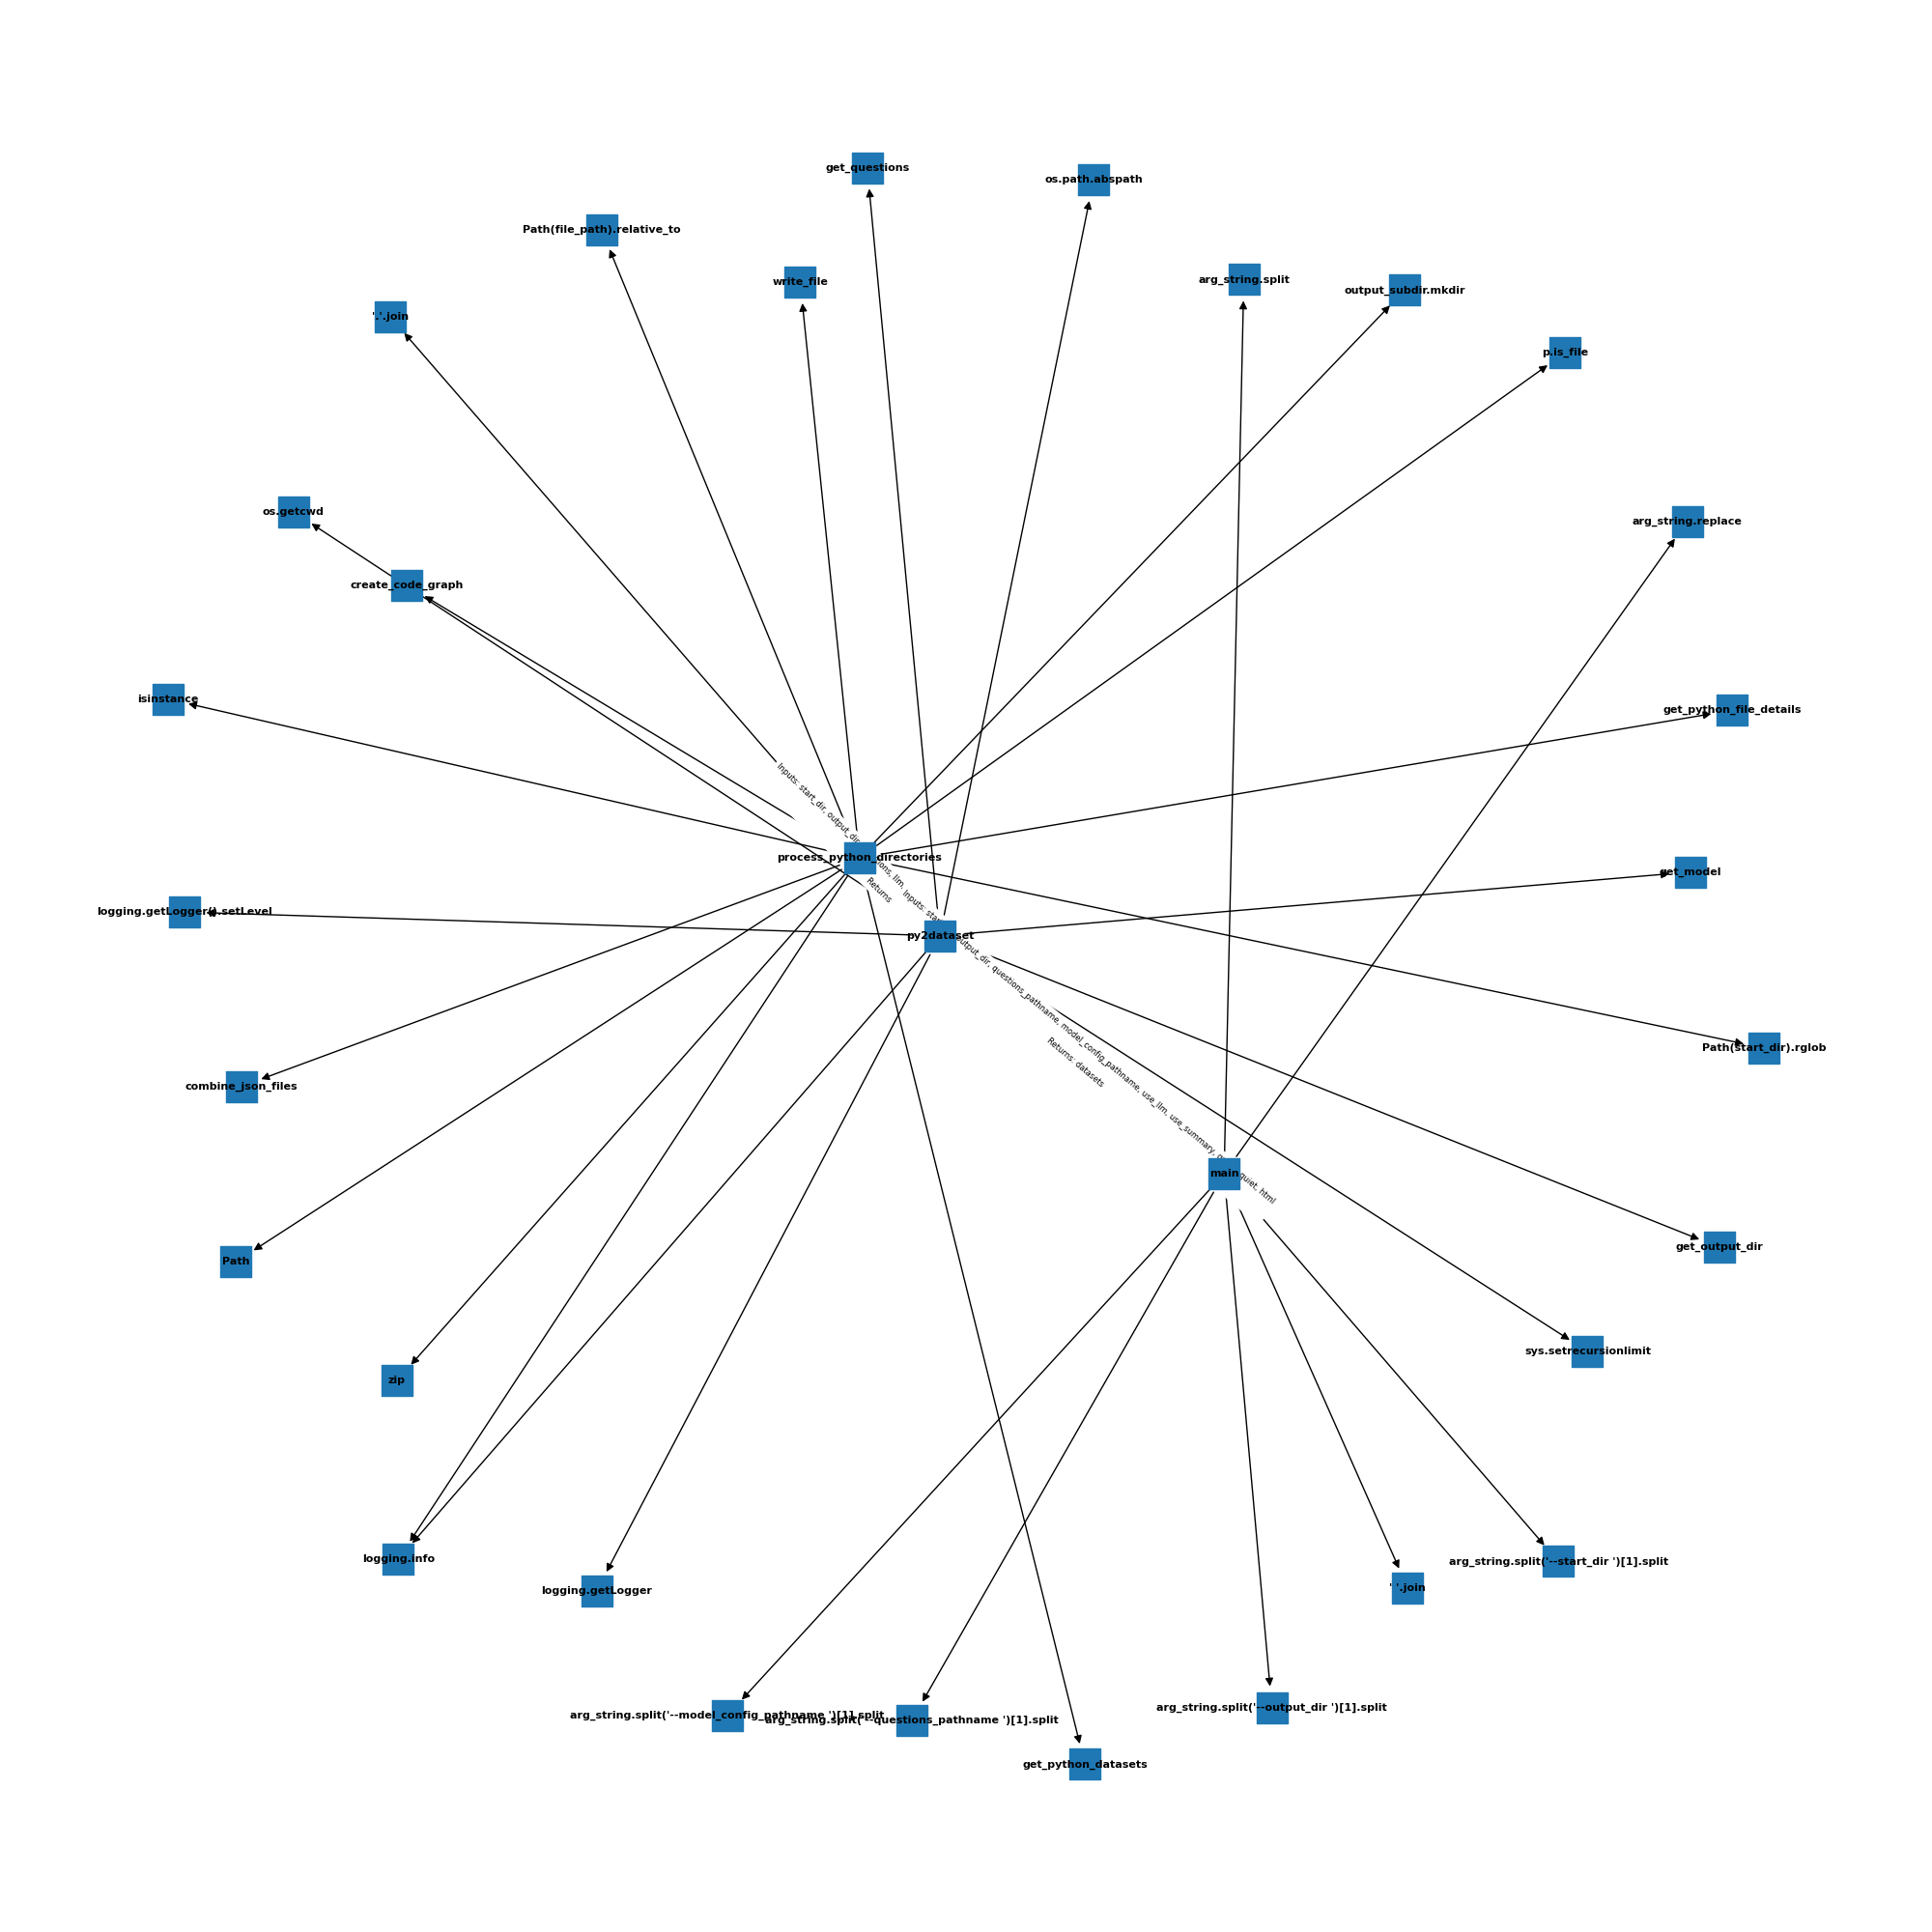 get_questions
os.path.abspath
Path(file_path).relative_to
write_file
arg_string.split
output_subdir.mkdir
'.'.join
p.is_file
os.getcwd
arg_string.replace
create_code_graph
isinstance
get_python_file_details
Inputs: start_dir, output_dir
process_python_directories
llm.
Returns
get_model
logging.getLogger().setLevel
Inputs:
py2dataset
output_dir, questions_pathname, model_config_pathname, use_llm, use_summary,
quiet, html
Returns: datasets
Path(start_dir).rglob
combine_json_files
main
get_output_dir
Path
sys.setrecursionlimit
zip
logging.info
arg_string.split('--start_dir ')[1].split
' '.join
logging.getLogger
arg_string.split('--output_dir ')[1].split
arg_string.split('--model_config_pathname ')[1].split
arg_string.split('--questions_pathname ')[1].split
get_python_datasets